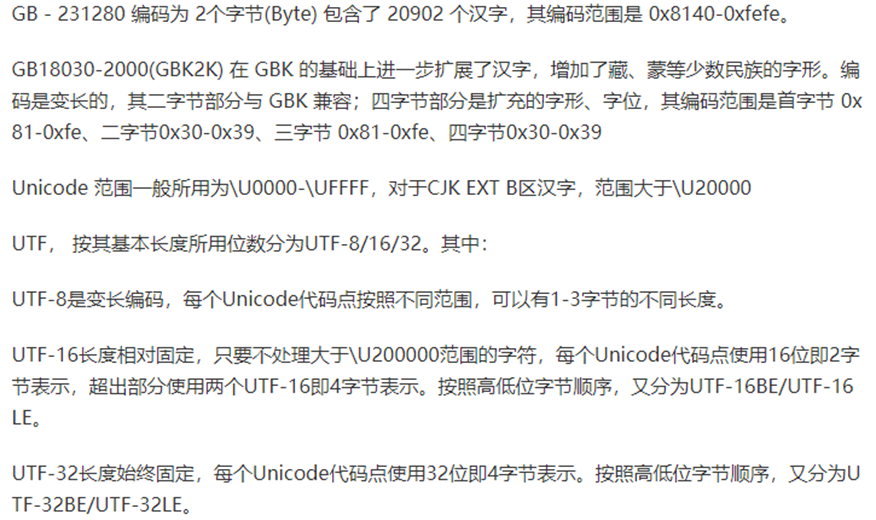 GB - 231280 编码为 2个字节(Byte) 包含了 20902 个汉字，其编码范围是 0x8140-0xfefe。
GB18030-2000(GBK2K) 在 GBK 的基础上进一步扩展了汉字，增加了藏、蒙等少数民族的字形。编
码是变长的，其二字节部分与 GBK 兼容；四字节部分是扩充的字形、字位，其编码范围是首字节 0x
81-0xfe、二字节0x30-0x39、三字节 0x81-0xfe、四字节0x30-0x39
Unicode 范围一般所用为\U0000-\UFFFF，对于CJK EXT B区汉字，范围大于\U20000
UTF， 按其基本长度所用位数分为UTF-8/16/32。其中：
UTF-8是变长编码，每个Unicode代码点按照不同范围，可以有1-3字节的不同长度。
UTF-16长度相对固定，只要不处理大于\U200000范围的字符，每个Unicode代码点使用16位即2字
节表示，超出部分使用两个UTF-16即4字节表示。按照高低位字节顺序，又分为UTF-16BE/UTF-16
LE。
UTF-32长度始终固定，每个Unicode代码点使用32位即4字节表示。按照高低位字节顺序，又分为U
TF-32BE/UTF-32LE。